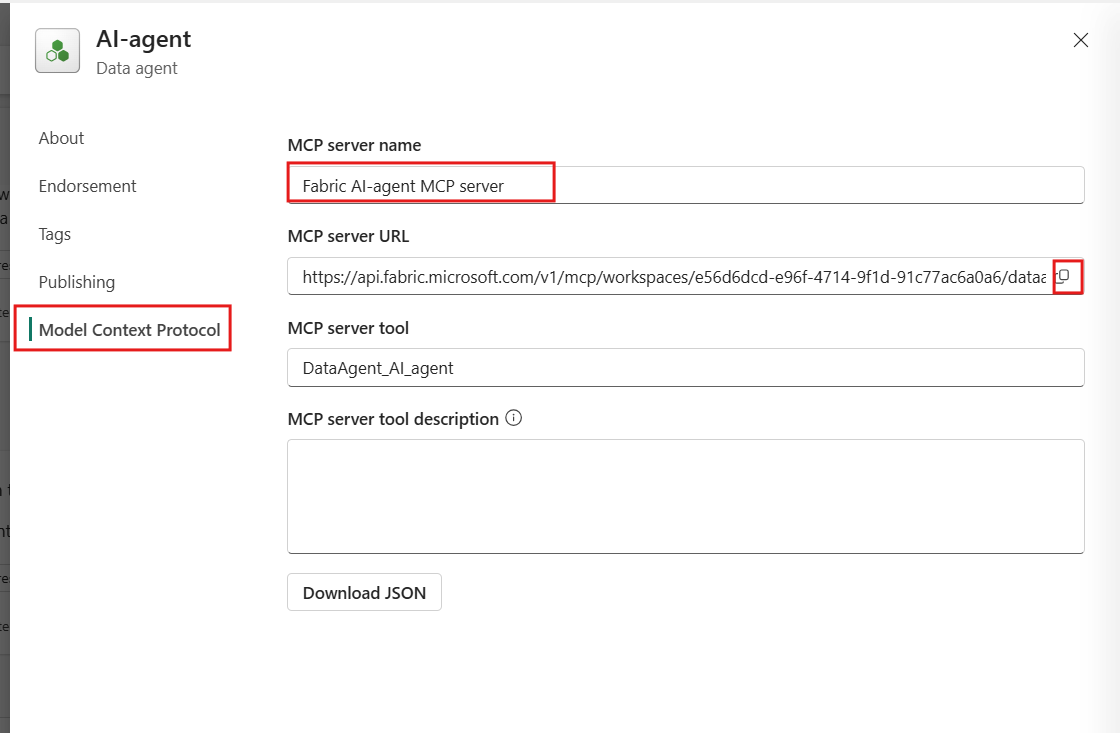 AI-agent
Data agent
About
Endorsement
Tags
Publishing
Model Context Protocol
MCP server name
Fabric AI-agent MCP server
MCP server URL
https://api.fabric.microsoft.com/v1/mcp/workspaces/e56d6dcd-e96f-4714-9f1d-91c77ac6a0a6/dataa
MCP server tool
DataAgent_AI_agent
MCP server tool description
Download JSON